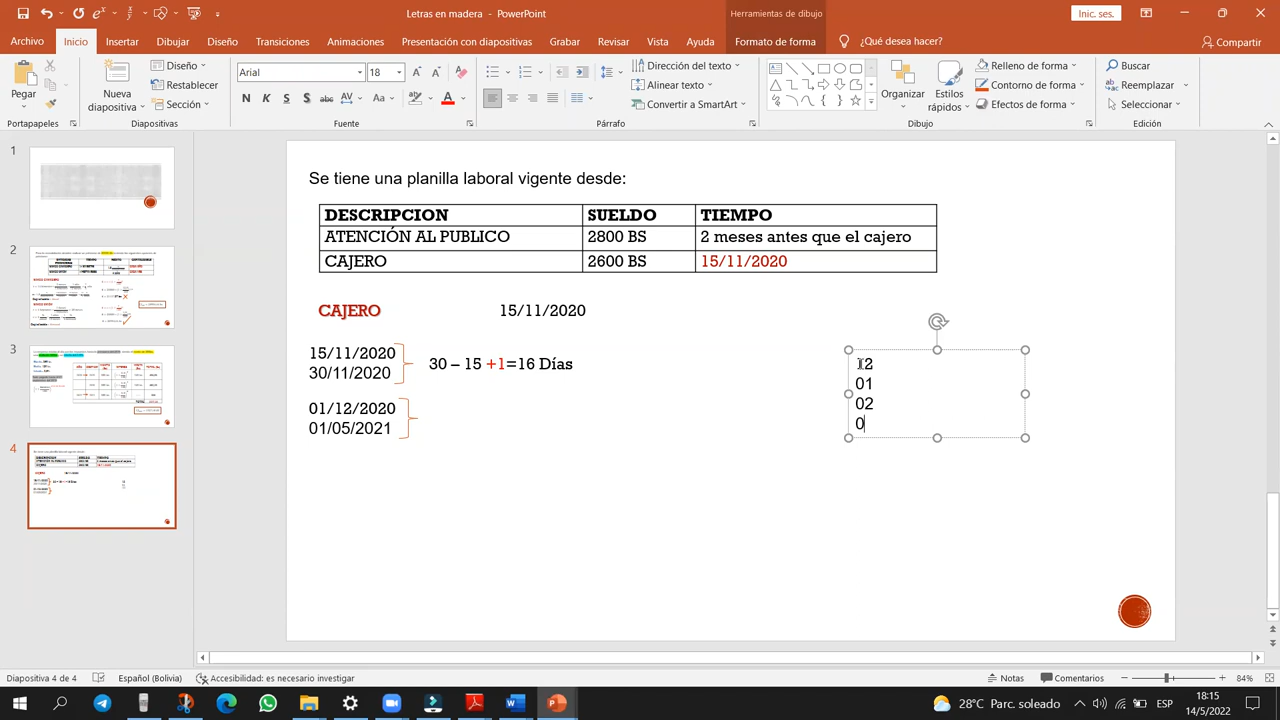 Letras en madera - PowerPoint
Herramientas de dibujo
Inic. ses.
Archivo
Inicio
Insertar
Dibujar
Diseño
Transiciones
Animaciones
Presentación con diapositivas
Grabar
Revisar
Vista
Ayuda
Formato de forma
¿Qué desea hacer?
Compartir
Pegar
Portapapeles
Nueva diapositiva
Diseño
Restablecer
Sección
Diapositivas
Arial
18
N K S S abc AV Aa A
Fuente
Dirección del texto
Alinear texto
Convertir a SmartArt
Párrafo
Organizar
Estilos rápidos
Relleno de forma
Contorno de forma
Efectos de forma
Dibujo
Buscar
Reemplazar
Seleccionar
Edición
1
2
3
4
Se tiene una planilla laboral vigente desde:
DESCRIPCION SUELDO TIEMPO
ATENCIÓN AL PUBLICO 2800 BS 2 meses antes que el cajero
CAJERO 2600 BS 15/11/2020
CAJERO 15/11/2020
15/11/2020
30/11/2020
30 – 15 +1=16 Días
01/12/2020
01/05/2021
12
01
02
0
Diapositiva 4 de 4
Español (Bolivia)
Accesibilidad: es necesario investigar
Notas
Comentarios
84%
28°C Parc. soleado
ESP
18:15
14/5/2022